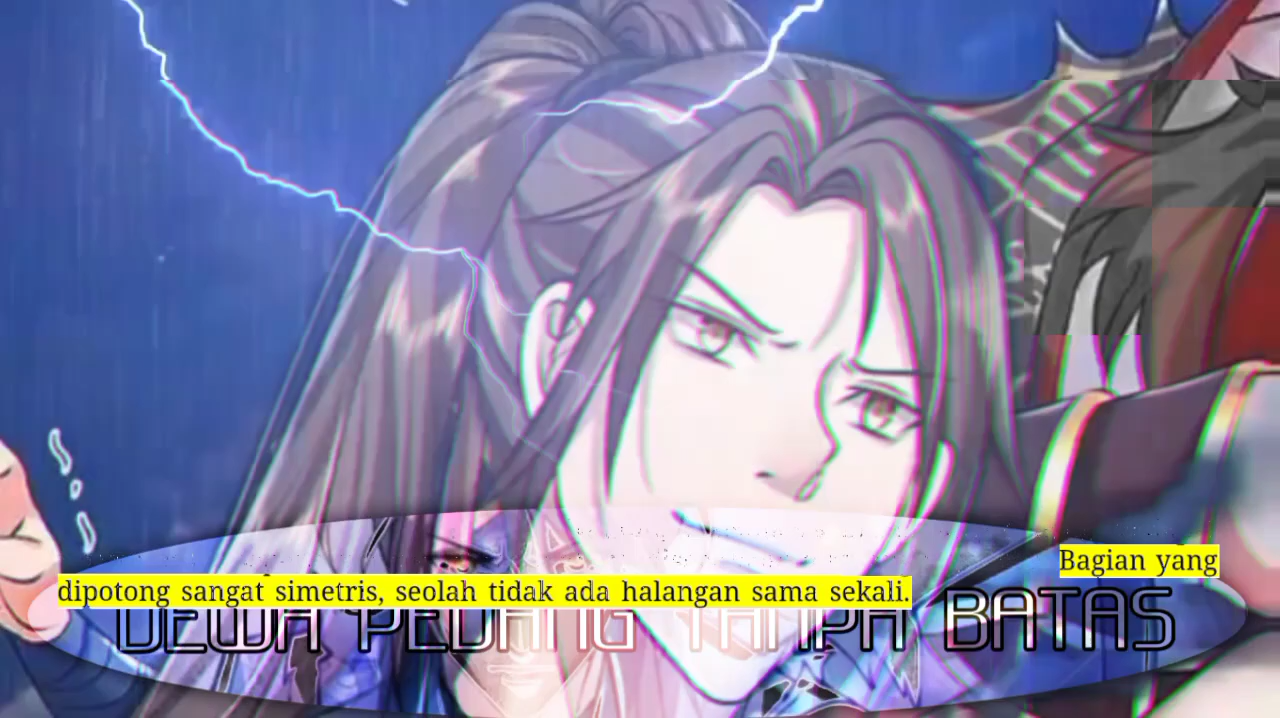 Bagian yang
dipotong sangat simetris, seolah tidak ada halangan sama sekali.
DEWA PEDANG TANPA BATAS